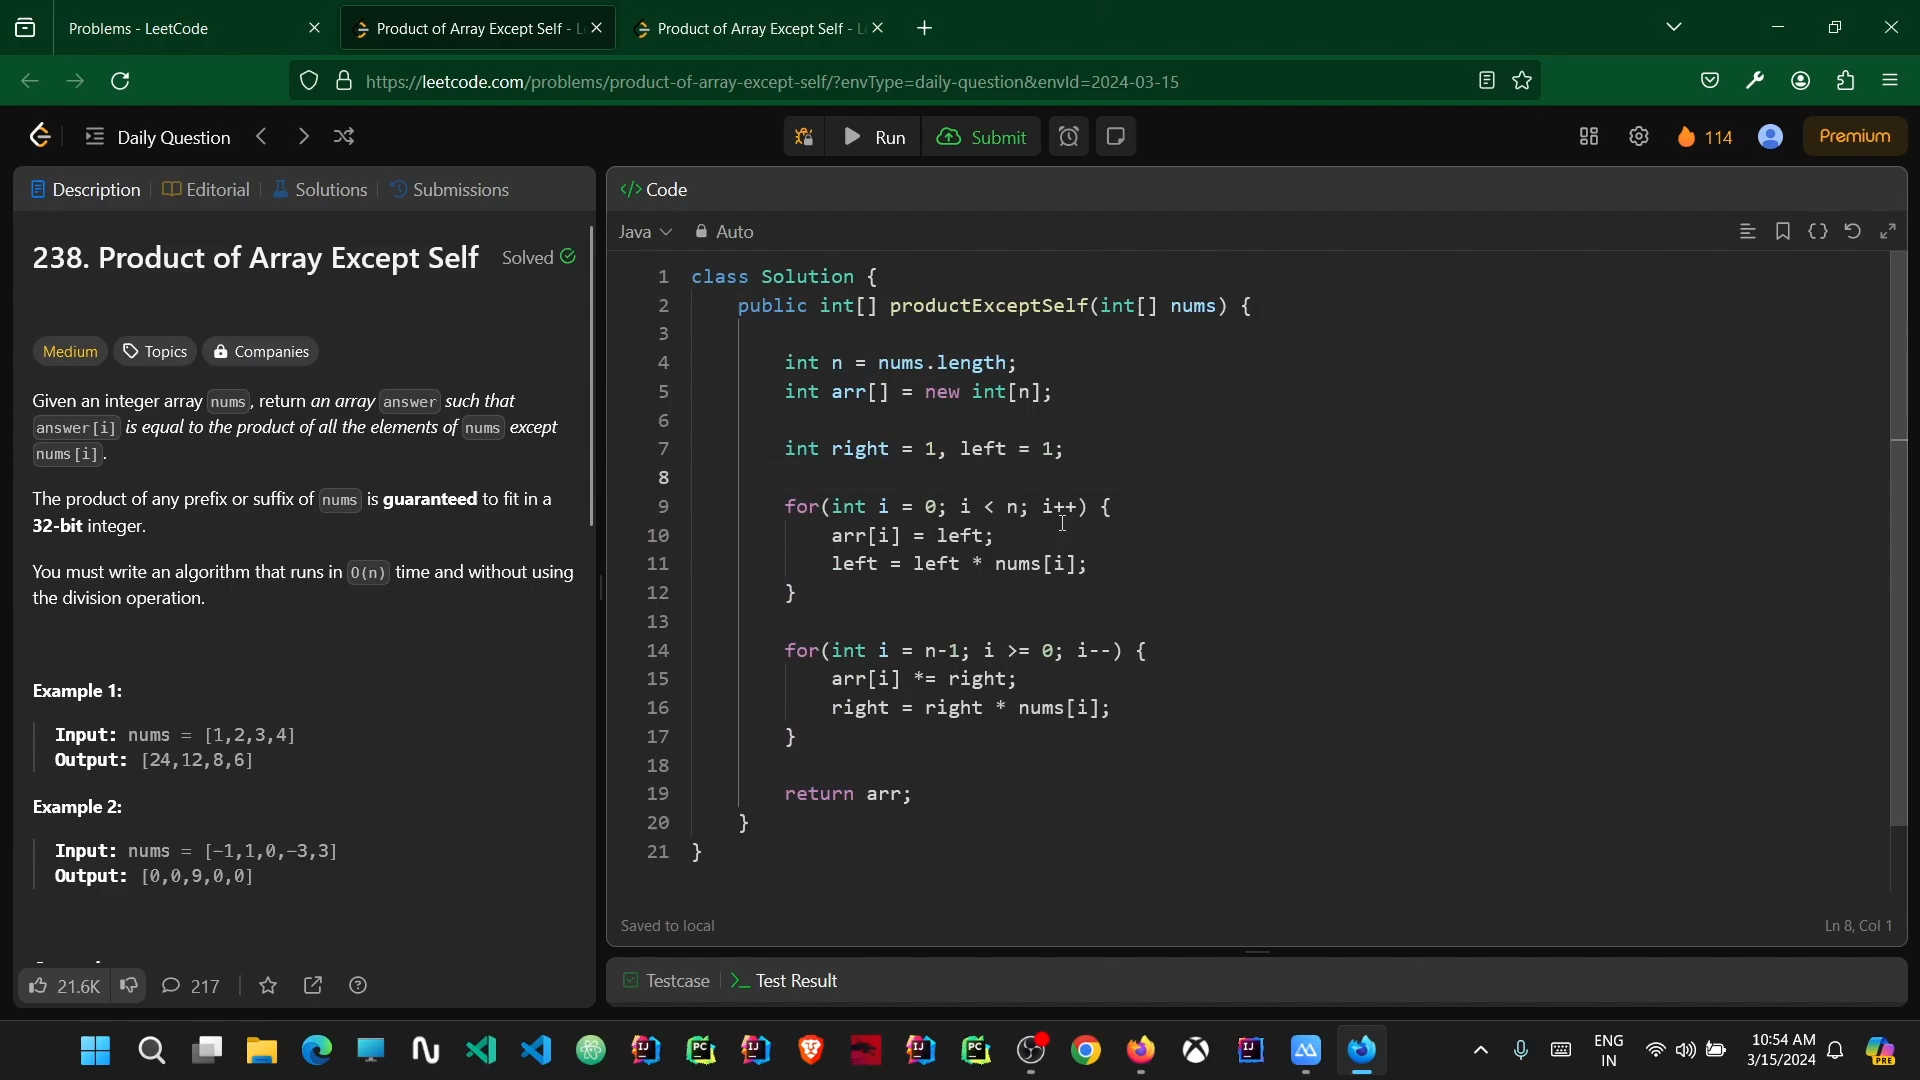 Problems - LeetCode
Product of Array Except Self - L
Product of Array Except Self - L
https://leetcode.com/problems/product-of-array-except-self/?envType=daily-question&envId=2024-03-15
Daily Question
Run
Submit
114
Premium
Description
Editorial
Solutions
Submissions
238. Product of Array Except Self
Solved
Medium
Topics
Companies
Given an integer array nums, return an array answer such that
answer[i] is equal to the product of all the elements of nums except
nums[i].
The product of any prefix or suffix of nums is guaranteed to fit in a
32-bit integer.
You must write an algorithm that runs in O(n) time and without using
the division operation.
Example 1:
Input: nums = [1,2,3,4]
Output: [24,12,8,6]
Example 2:
Input: nums = [-1,1,0,-3,3]
Output: [0,0,9,0,0]
21.6K
217
</> Code
Java
Auto
1 class Solution {
2 public int[] productExceptSelf(int[] nums) {
3
4 int n = nums.length;
5 int arr[] = new int[n];
6
7 int right = 1, left = 1;
8
9 for(int i = 0; i < n; i++) {
10 arr[i] = left;
11 left = left * nums[i];
12 }
13
14 for(int i = n-1; i >= 0; i--) {
15 arr[i] *= right;
16 right = right * nums[i];
17 }
18
19 return arr;
20 }
21 }
Saved to local
Ln 8, Col 1
Testcase
Test Result
ENG
IN
10:54 AM
3/15/2024